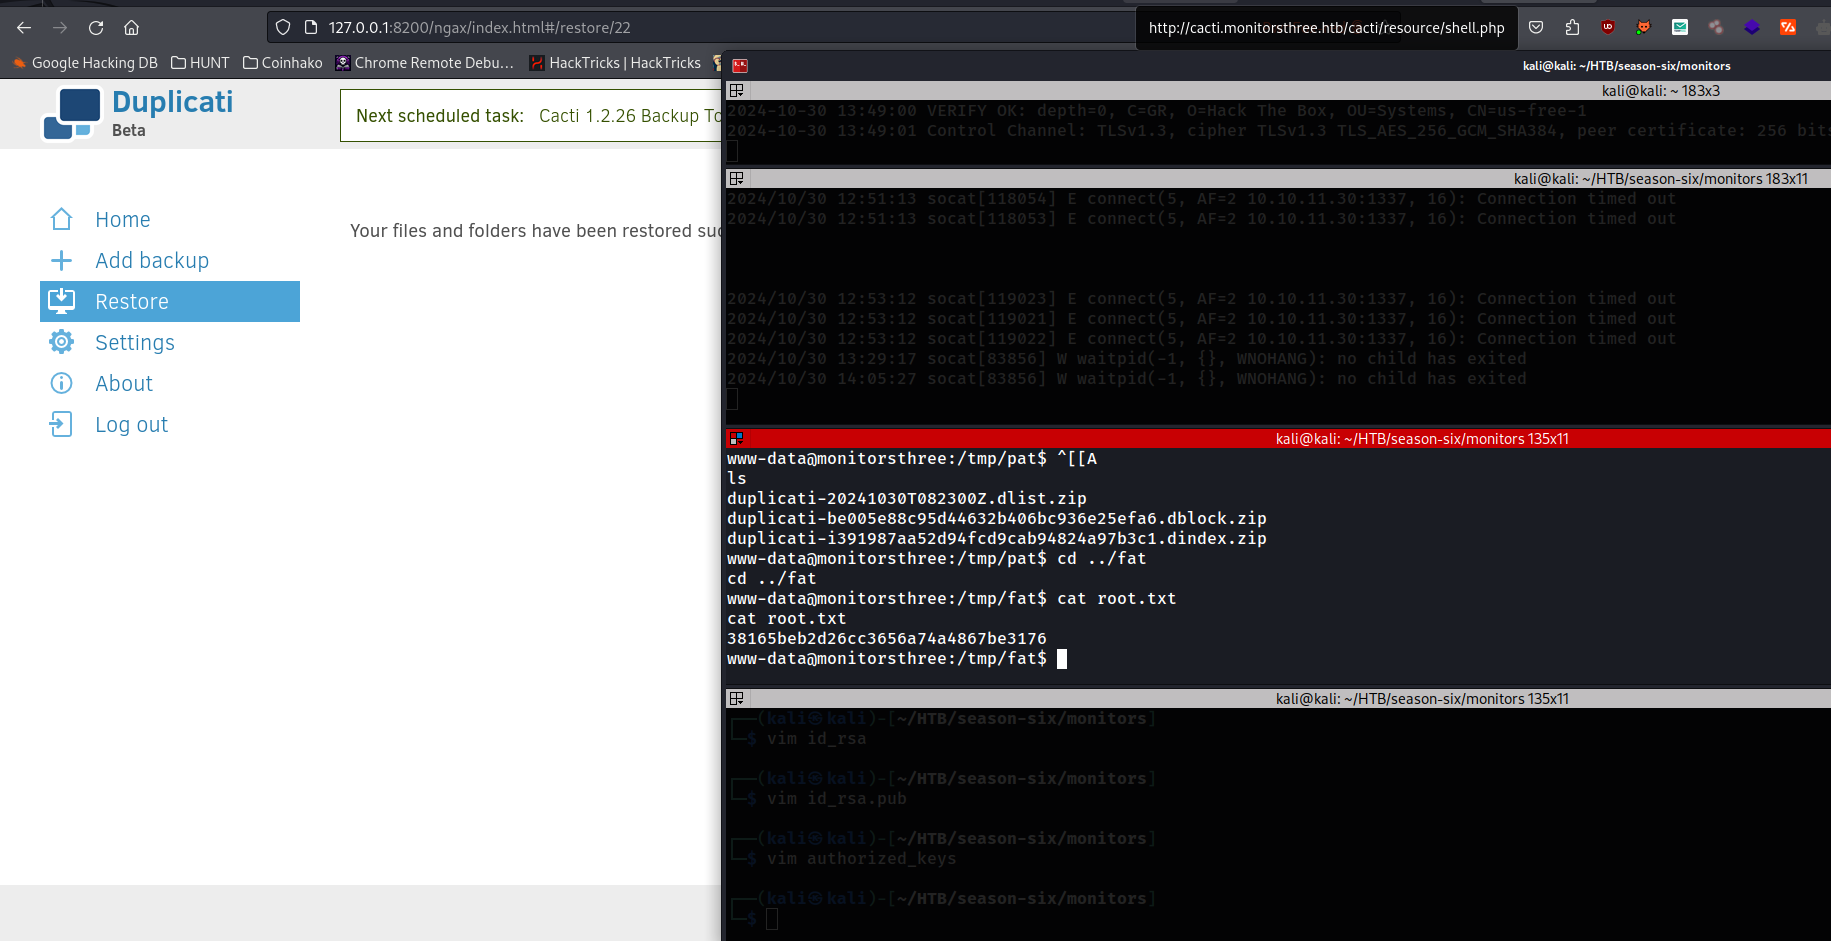 127.0.0.1:8200/ngax/index.html#/restore/22
http://cacti.monitorsthree.htb/cacti/resource/shell.php
Google Hacking DB
HUNT
Coinhako
Chrome Remote Debu…
HackTricks | HackTricks
Duplicati
Beta
Next scheduled task: Cacti 1.2.26 Backup To
Home
Add backup
Restore
Settings
About
Log out
Your files and folders have been restored suc
kali@kali: ~/HTB/season-six/monitors
kali@kali: ~ 183x3
2024-10-30 13:49:00 VERIFY OK: depth=0, C=GR, O=Hack The Box, OU=Systems, CN=us-free-1
2024-10-30 13:49:01 Control Channel: TLSv1.3, cipher TLSv1.3 TLS_AES_256_GCM_SHA384, peer certificate: 256 bits
kali@kali: ~/HTB/season-six/monitors 183x11
2024/10/30 12:51:13 socat[118054] E connect(5, AF=2 10.10.11.30:1337, 16): Connection timed out
2024/10/30 12:51:13 socat[118053] E connect(5, AF=2 10.10.11.30:1337, 16): Connection timed out
2024/10/30 12:53:12 socat[119023] E connect(5, AF=2 10.10.11.30:1337, 16): Connection timed out
2024/10/30 12:53:12 socat[119021] E connect(5, AF=2 10.10.11.30:1337, 16): Connection timed out
2024/10/30 12:53:12 socat[119022] E connect(5, AF=2 10.10.11.30:1337, 16): Connection timed out
2024/10/30 13:29:17 socat[83856] W waitpid(-1, {}, WNOHANG): no child has exited
2024/10/30 14:05:27 socat[83856] W waitpid(-1, {}, WNOHANG): no child has exited
kali@kali: ~/HTB/season-six/monitors 135x11
www-data@monitorsthree:/tmp/pat$ ^[[A
ls
duplicati-20241030T082300Z.dlist.zip
duplicati-be005e88c95d44632b406bc936e25efa6.dblock.zip
duplicati-i391987aa52d94fcd9cab94824a97b3c1.dindex.zip
www-data@monitorsthree:/tmp/pat$ cd ../fat
cd ../fat
www-data@monitorsthree:/tmp/fat$ cat root.txt
cat root.txt
38165beb2d26cc3656a74a4867be3176
www-data@monitorsthree:/tmp/fat$
kali@kali: ~/HTB/season-six/monitors 135x11
┌──(kali㉿kali)-[~/HTB/season-six/monitors]
└─$ vim id_rsa
┌──(kali㉿kali)-[~/HTB/season-six/monitors]
└─$ vim id_rsa.pub
┌──(kali㉿kali)-[~/HTB/season-six/monitors]
└─$ vim authorized_keys
┌──(kali㉿kali)-[~/HTB/season-six/monitors]
└─$